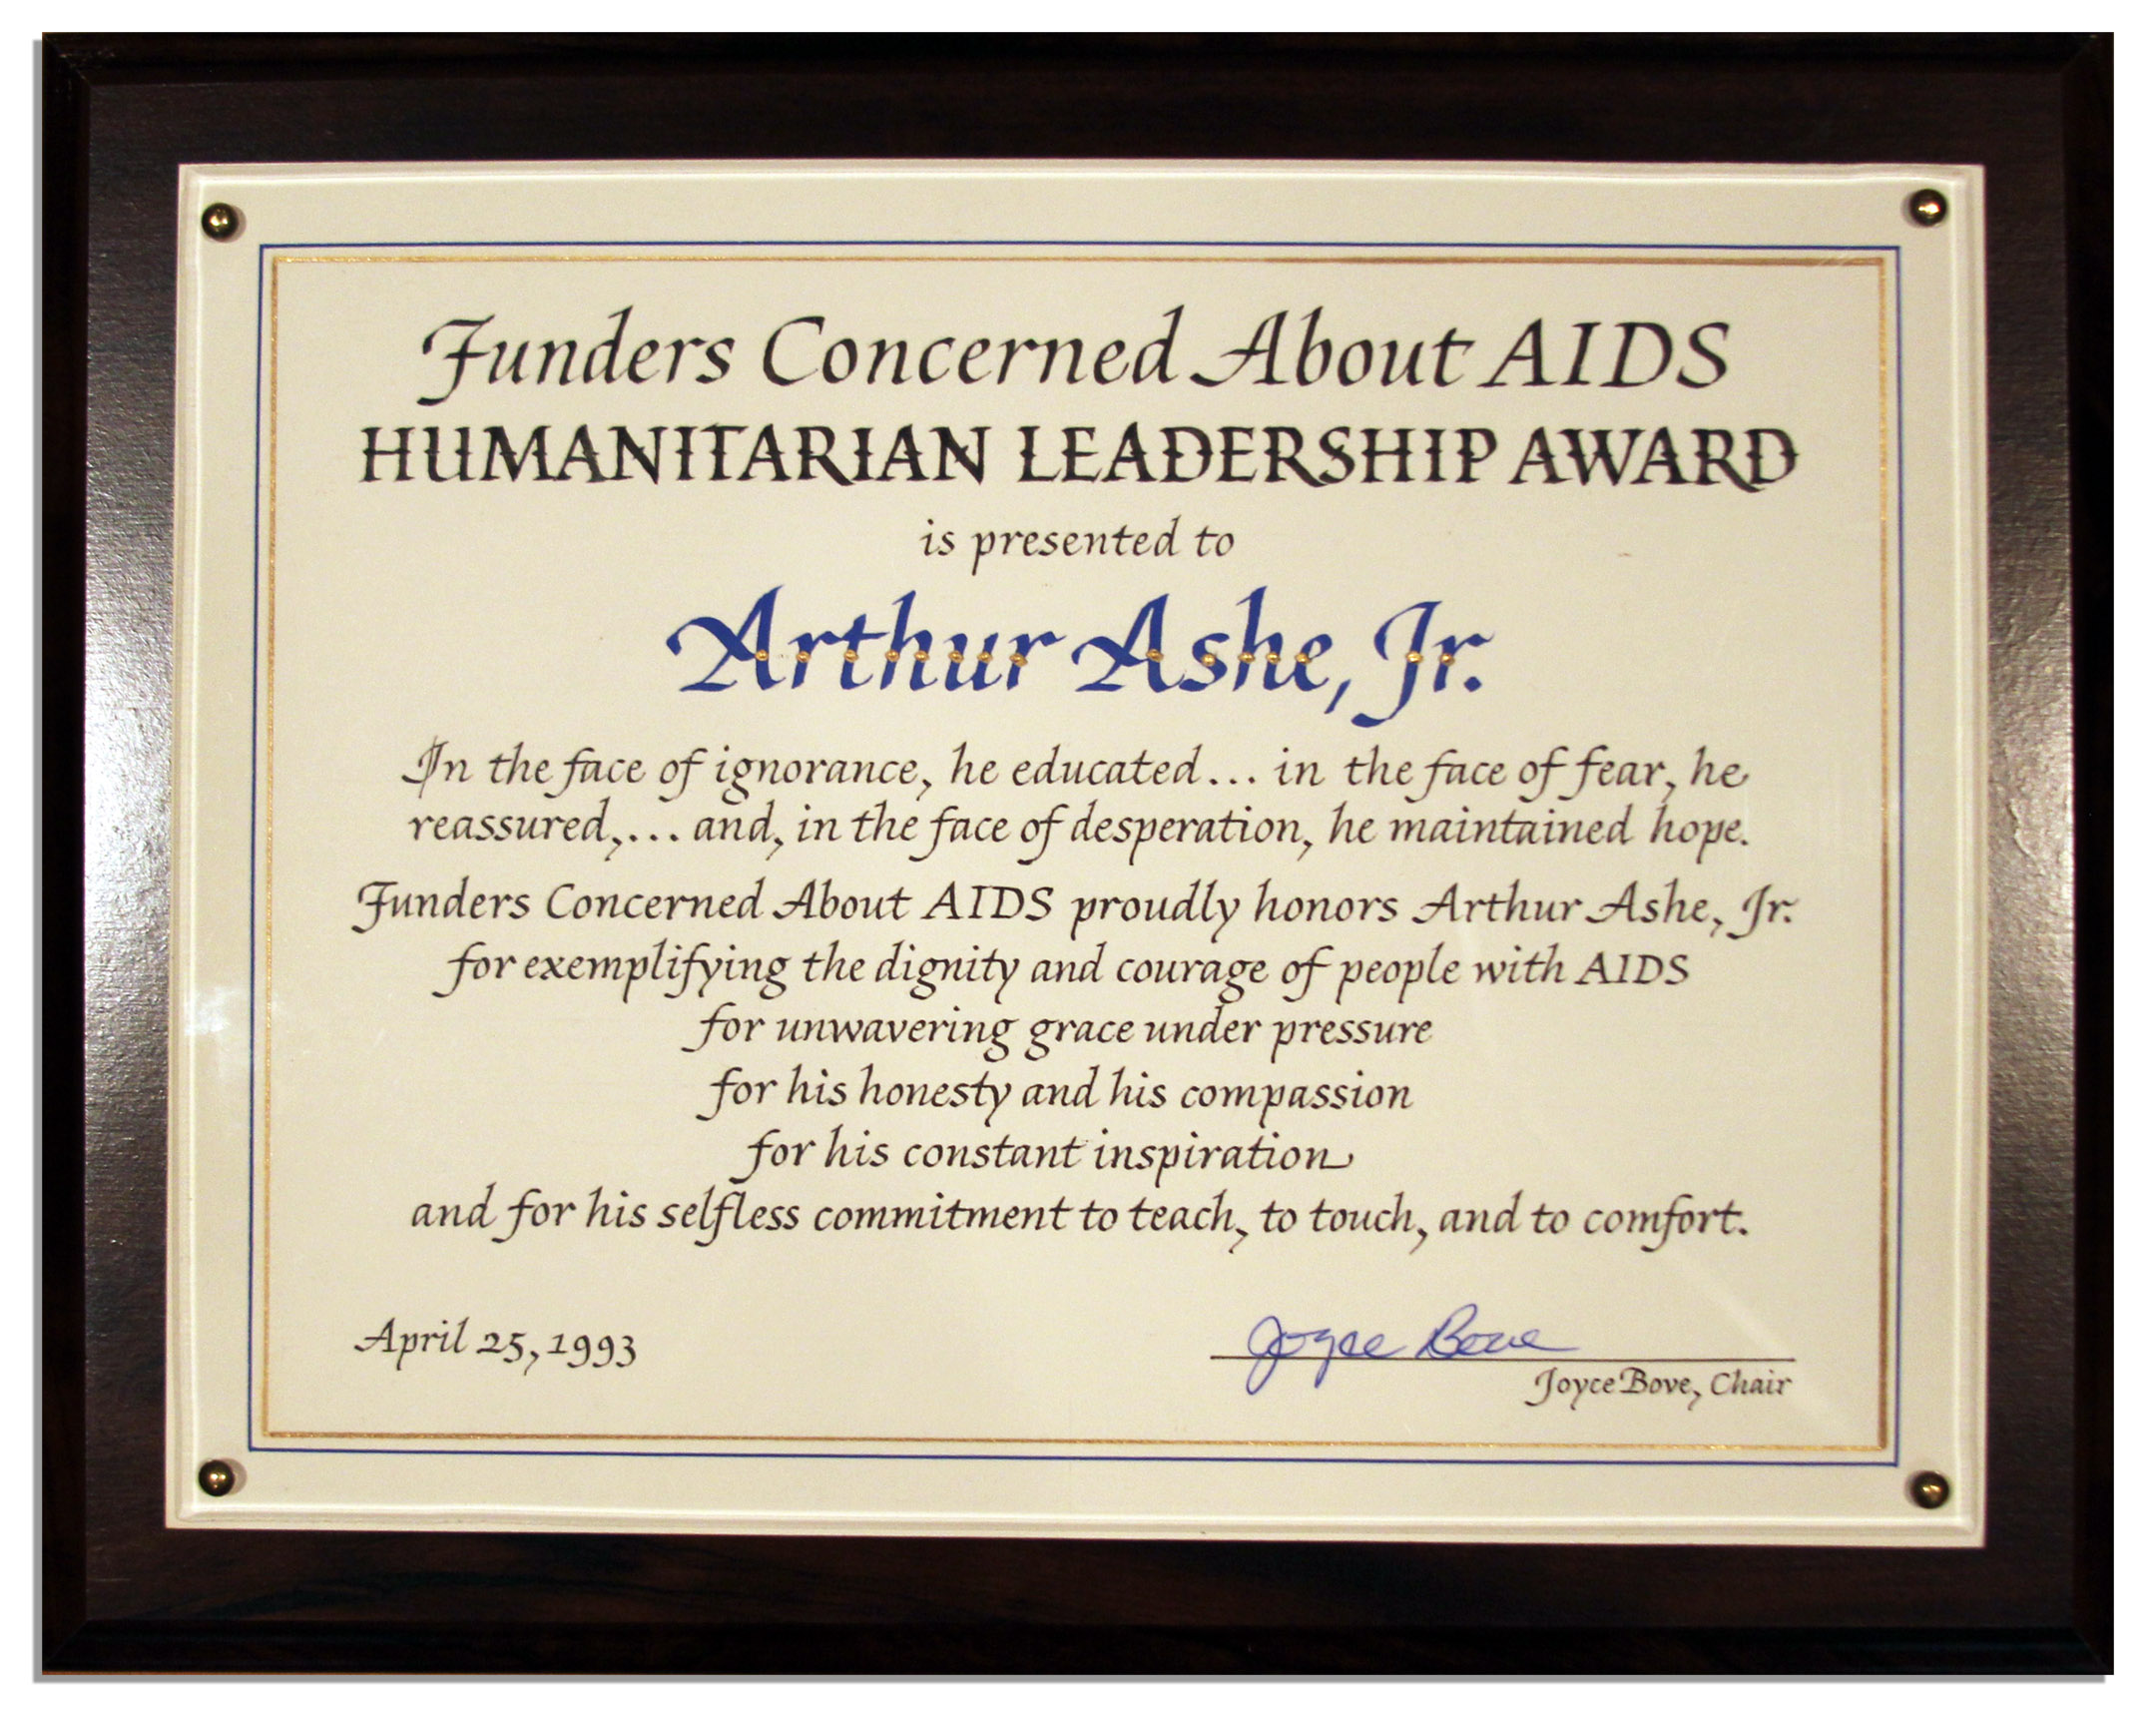 Funders Concerned About AIDS
HUMANITARIAN LEADERSHIP AWARD
is presented to
Arthur Ashe, Jr.
In the face of ignorance, he educated... in the face of fear, he
reassured,... and, in the face of desperation, he maintained hope.
Funders Concerned About AIDS proudly honors Arthur Ashe, Jr.
for exemplifying the dignity and courage of people with AIDS
for unwavering grace under pressure
for his honesty and his compassion
for his constant inspiration
and for his selfless commitment to teach, to touch, and to comfort.
April 25, 1993
Joyce Bove
Joyce Bove, Chair